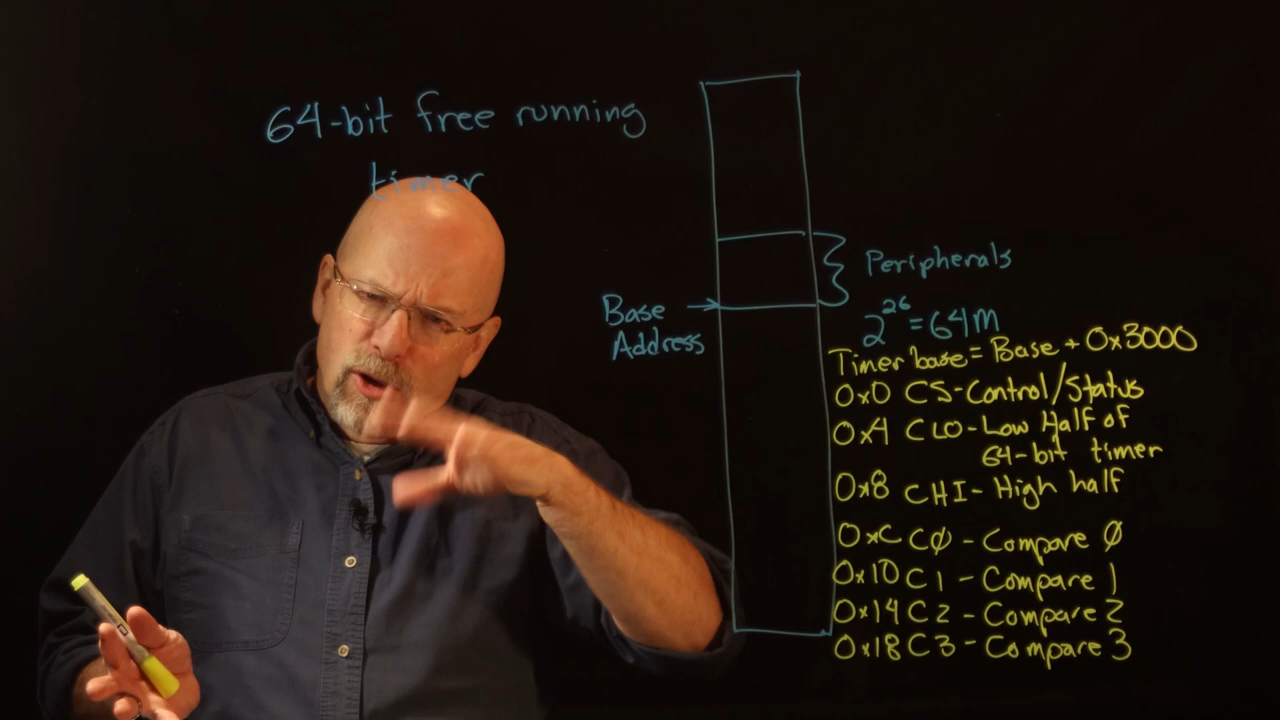 64-bit free running
timer
Base
Address
Peripherals
2²⁶ = 64M
Timer base = Base + 0x3000
0x0 CS-Control/Status
0x4 CLO-Low Half of
64-bit timer
0x8 CHI-High half
0xC C0 - Compare 0
0x10 C1 - Compare 1
0x14 C2 - Compare 2
0x18 C3 - Compare 3